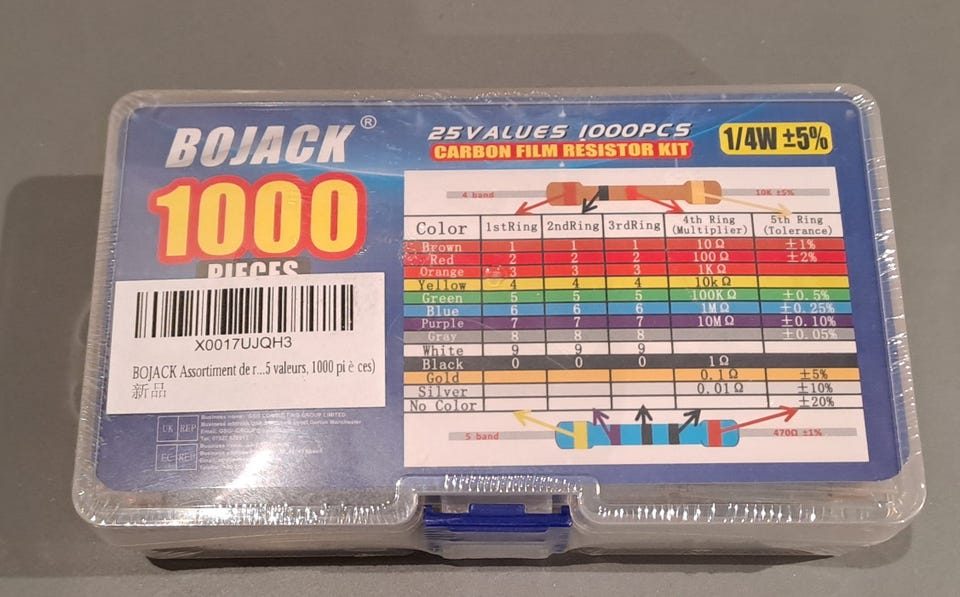 BOJACK®
1000
PIECES
X0017UJQH3
BOJACK Assortiment de r...5 valeurs, 1000 pi è ces)
新品
UK REP
EC REP
25VALUES 1000PCS
CARBON FILM RESISTOR KIT
1/4W ±5%
4 band 10K ±5%
Color 1stRing 2ndRing 3rdRing 4th Ring (Multiplier) 5th Ring (Tolerance)
Brown 1 1 1 10Ω ±1%
Red 2 2 2 100Ω ±2%
Orange 3 3 3 1KΩ
Yellow 4 4 4 10kΩ
Green 5 5 5 100KΩ ±0.5%
Blue 6 6 6 1MΩ ±0.25%
Purple 7 7 7 10MΩ ±0.10%
Gray 8 8 8 ±0.05%
White 9 9 9
Black 0 0 0 1Ω
Gold 0.1Ω ±5%
Silver 0.01Ω ±10%
No Color ±20%
5 band 470Ω ±1%